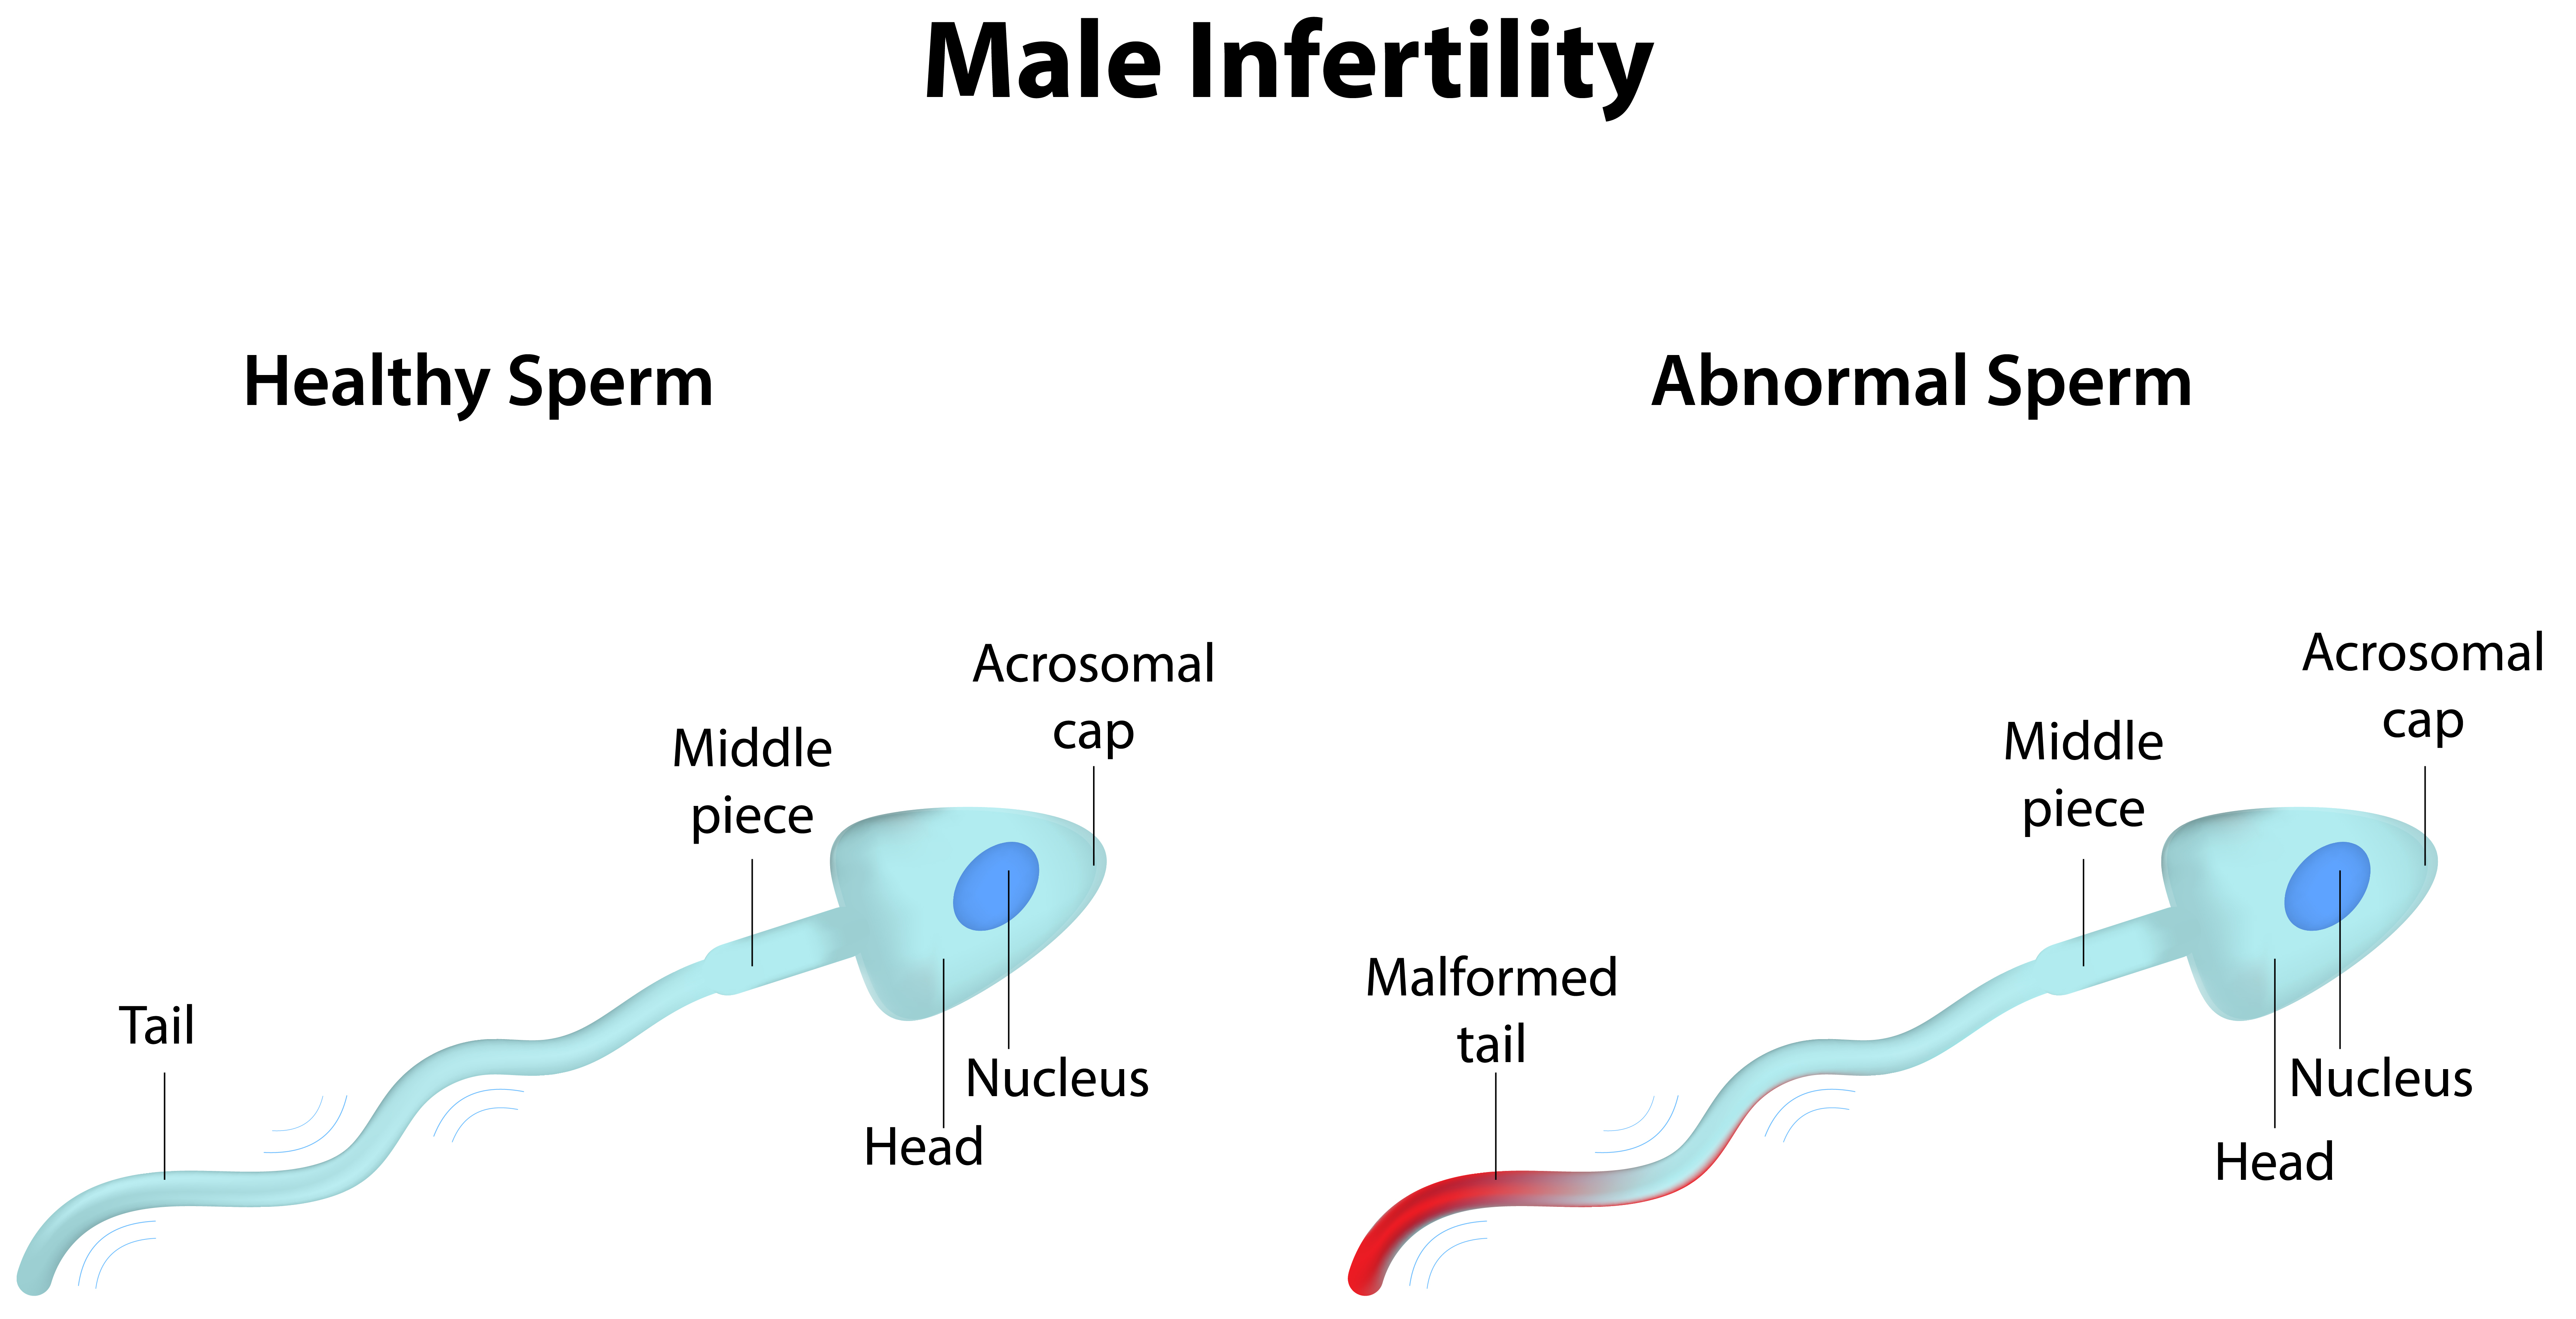 Male Infertility
Healthy Sperm
Abnormal Sperm
Acrosomal
cap
Middle
piece
Tail
Nucleus
Head
Acrosomal
cap
Middle
piece
Malformed
tail
Nucleus
Head